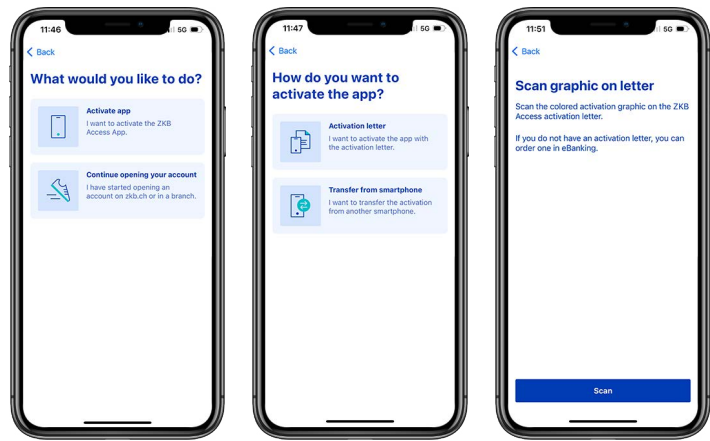 11:46
5G
Back
What would you like to do?
Activate app
I want to activate the ZKB
Access App.
Continue opening your account
I have started opening an
account on zkb.ch or in a branch.
11:47
5G
Back
How do you want to
activate the app?
Activation letter
I want to activate the app with
the activation letter.
Transfer from smartphone
I want to transfer the activation
from another smartphone.
11:51
5G
Back
Scan graphic on letter
Scan the colored activation graphic on the ZKB
Access activation letter.
If you do not have an activation letter, you can
order one in eBanking.
Scan